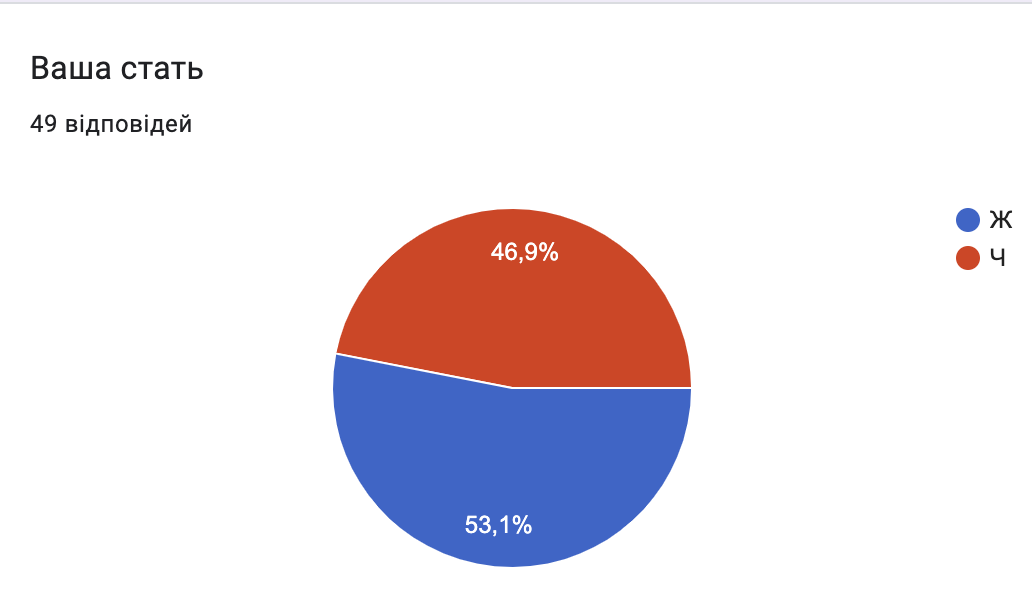 Ваша стать
49 відповідей
Ж
Ч
46,9%
53,1%